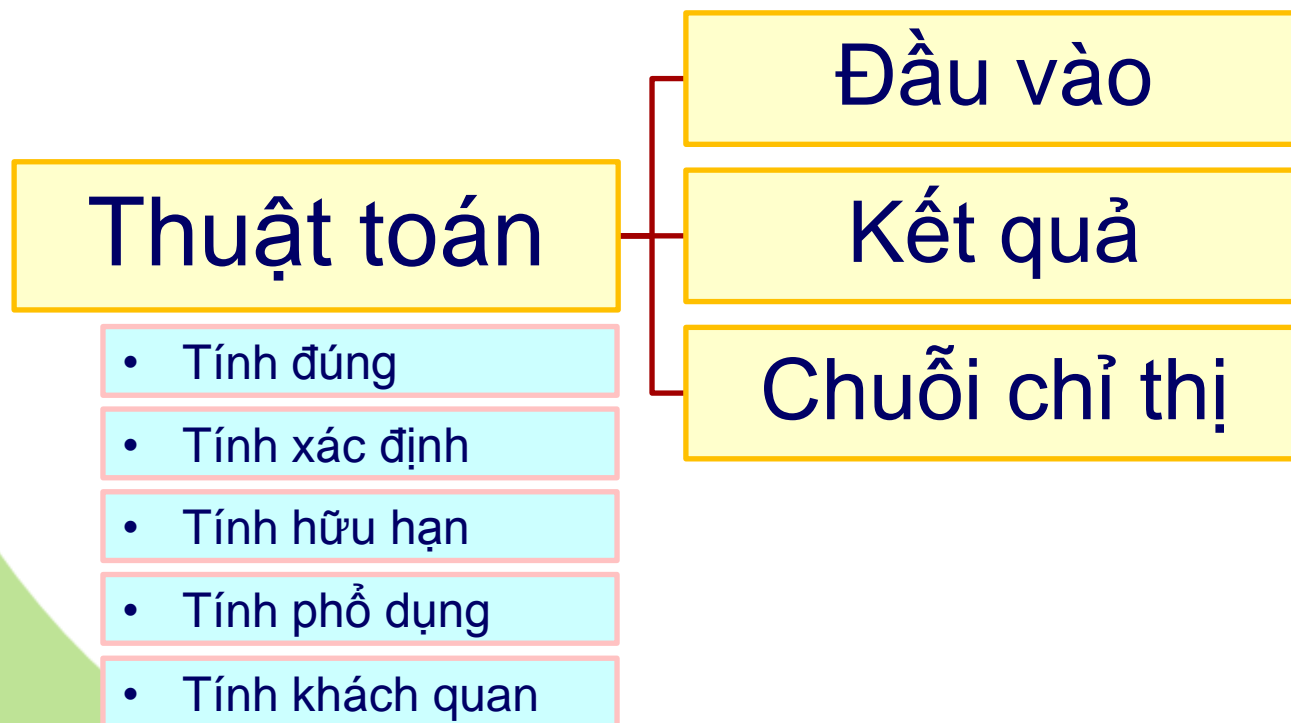 Thuật toán
• Tính đúng
• Tính xác định
• Tính hữu hạn
• Tính phổ dụng
• Tính khách quan
Đầu vào
Kết quả
Chuỗi chỉ thị